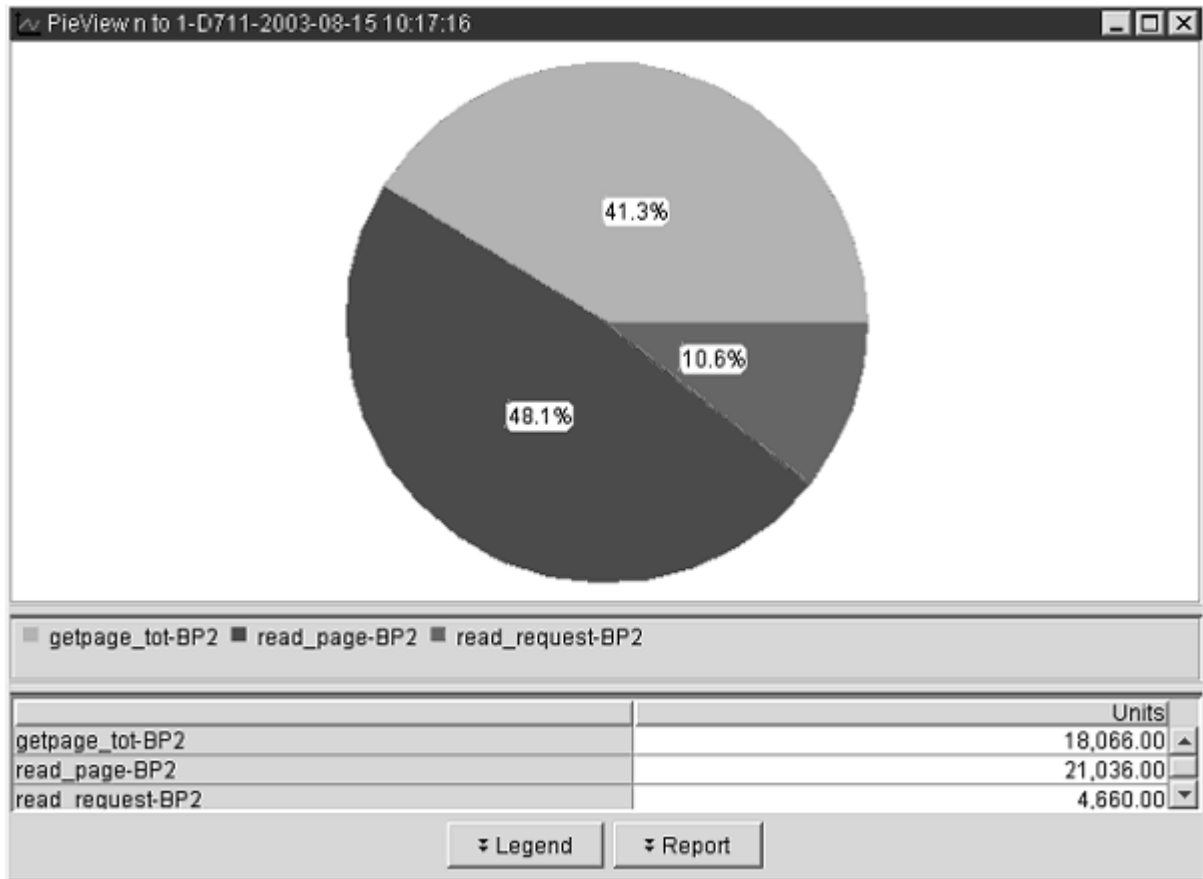 PieView n to 1-D711-2003-08-15 10:17:16
41.3%
10.6%
48.1%
getpage_tot-BP2 read_page-BP2 read_request-BP2
Units
getpage_tot-BP2 18,066.00
read_page-BP2 21,036.00
read_request-BP2 4,660.00
Legend Report